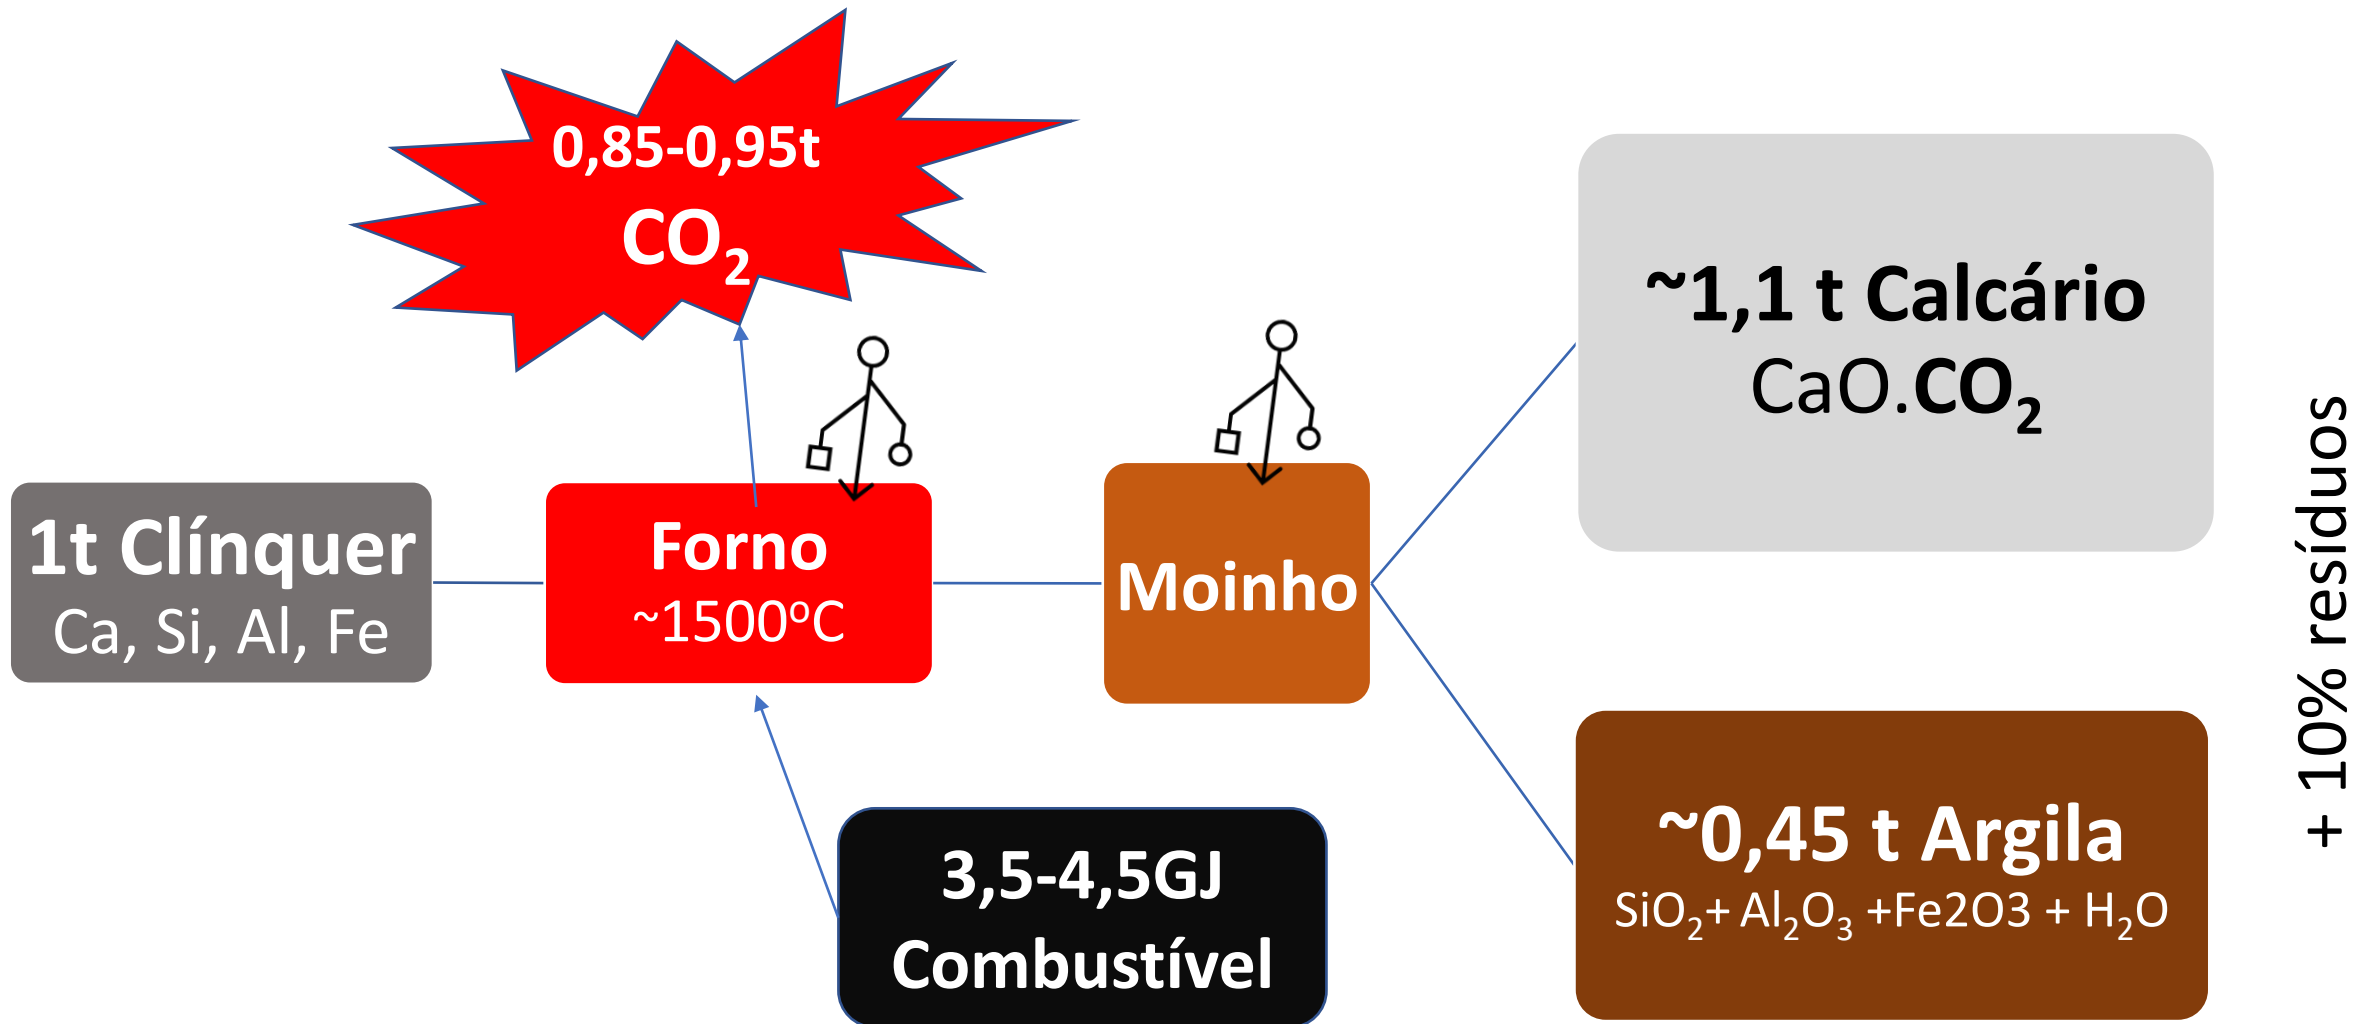 0,85-0,95t
CO₂
~1,1 t Calcário
CaO.CO₂
1t Clínquer
Ca, Si, Al, Fe
Forno
~1500ºC
Moinho
+ 10% resíduos
3,5-4,5GJ
Combustível
~0,45 t Argila
SiO₂+ Al₂O₃ +Fe2O3 + H₂O